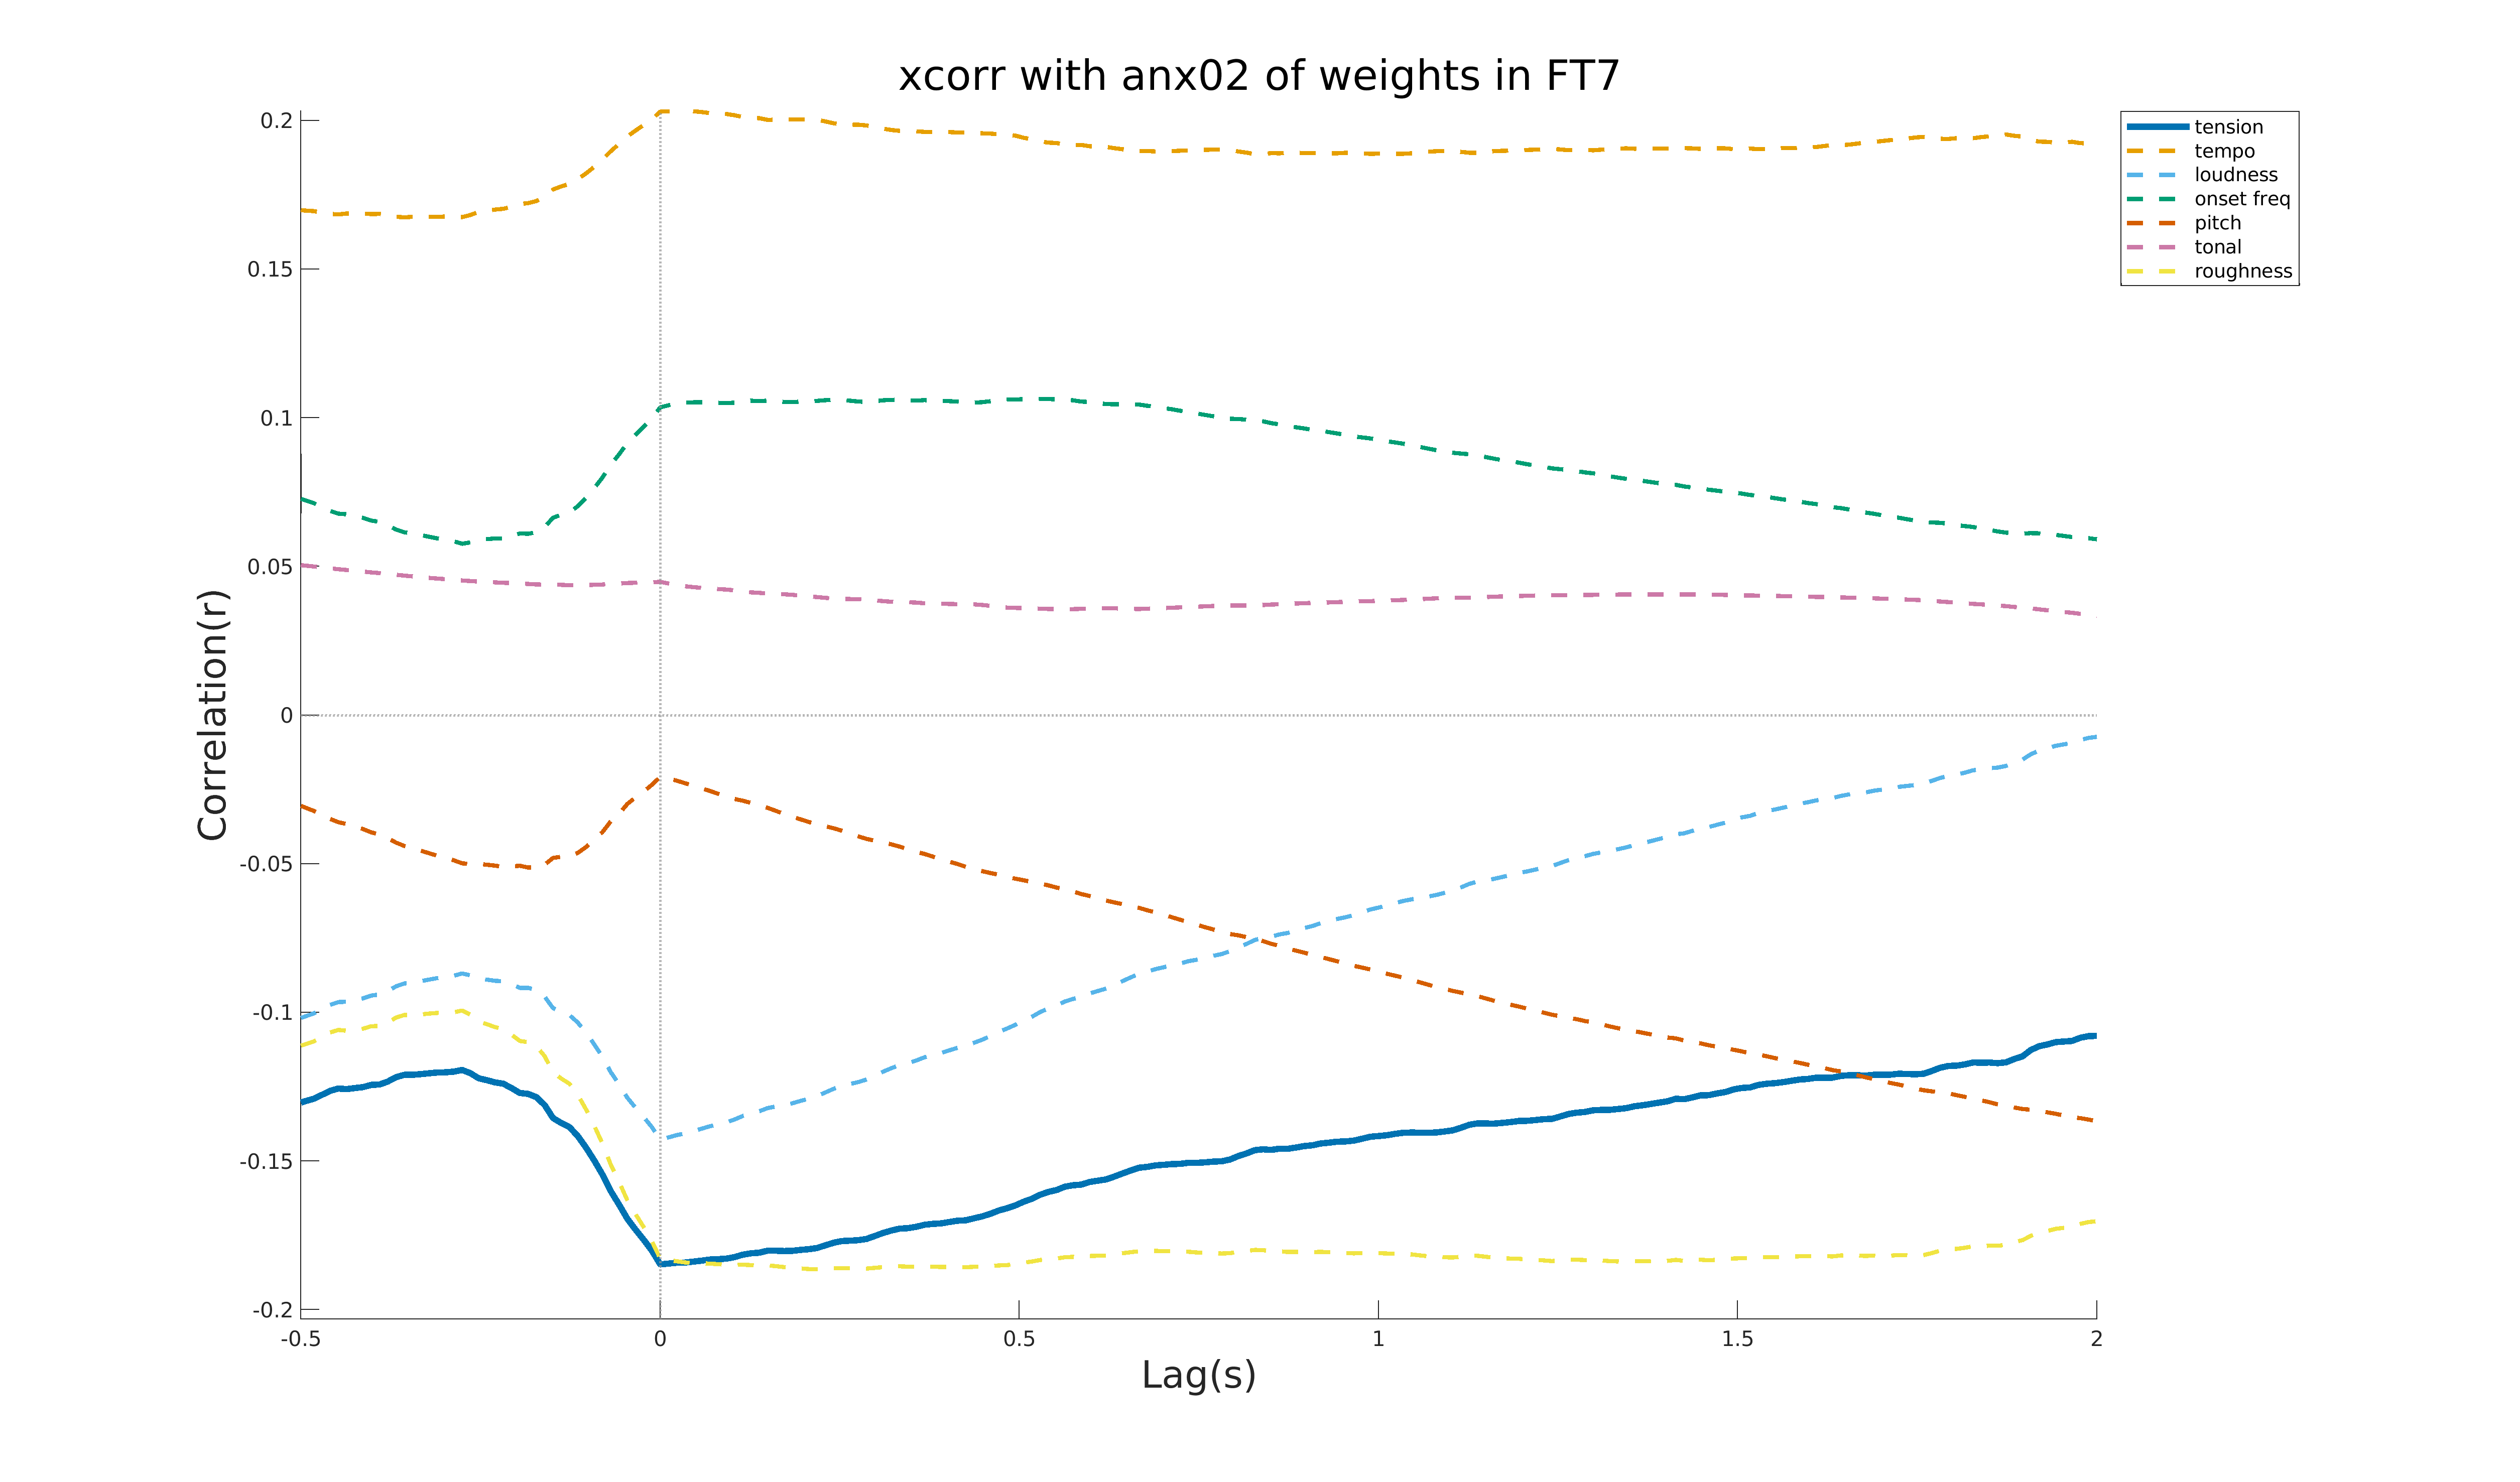 xcorr with anx02 of weights in FT7
tension
tempo
loudness
onset freq
pitch
tonal
roughness
Correlation(r)
0.2
0.15
0.1
0.05
0
-0.05
-0.1
-0.15
-0.2
-0.5 0 0.5 1 1.5 2
Lag(s)